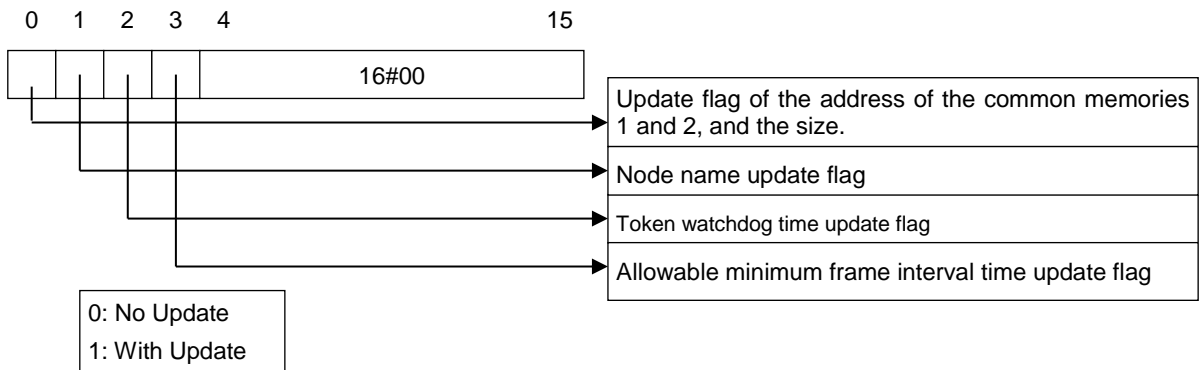 0 1 2 3 4 15
16#00
Update flag of the address of the common memories
1 and 2, and the size.
Node name update flag
Token watchdog time update flag
Allowable minimum frame interval time update flag
0: No Update
1: With Update